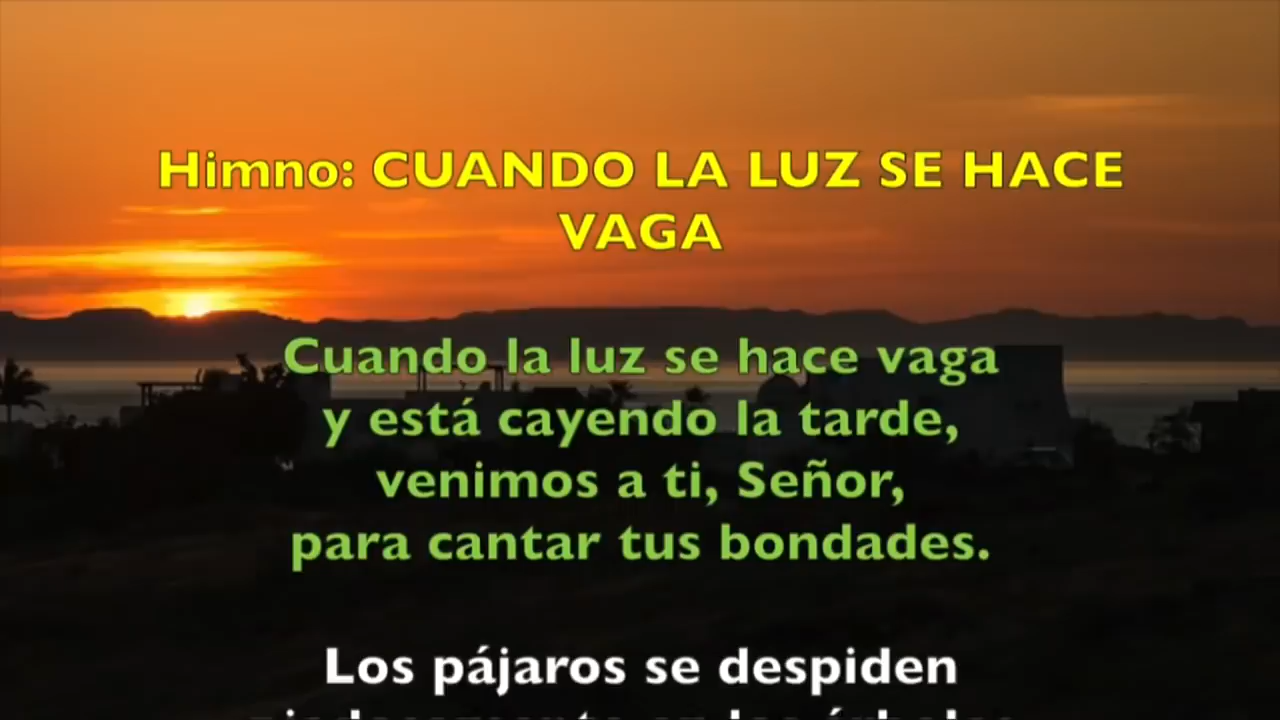 Himno: CUANDO LA LUZ SE HACE
VAGA
Cuando la luz se hace vaga
y está cayendo la tarde,
venimos a ti, Señor,
para cantar tus bondades.
Los pájaros se despiden